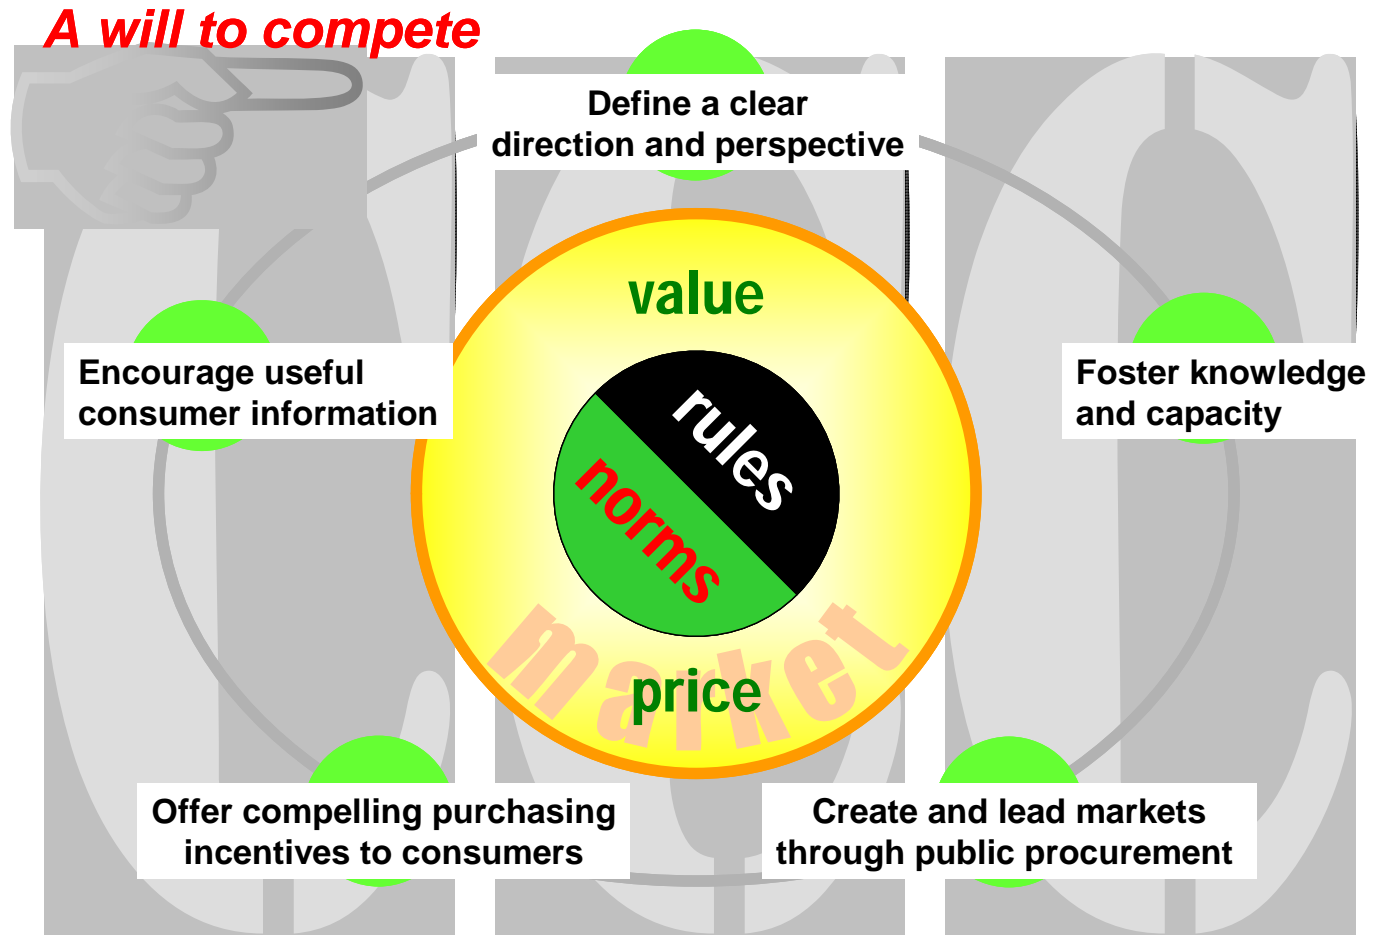 A will to compete
Define a clear
direction and perspective
value
Encourage useful
consumer information
Foster knowledge
and capacity
rules
norms
market
price
Offer compelling purchasing
incentives to consumers
Create and lead markets
through public procurement